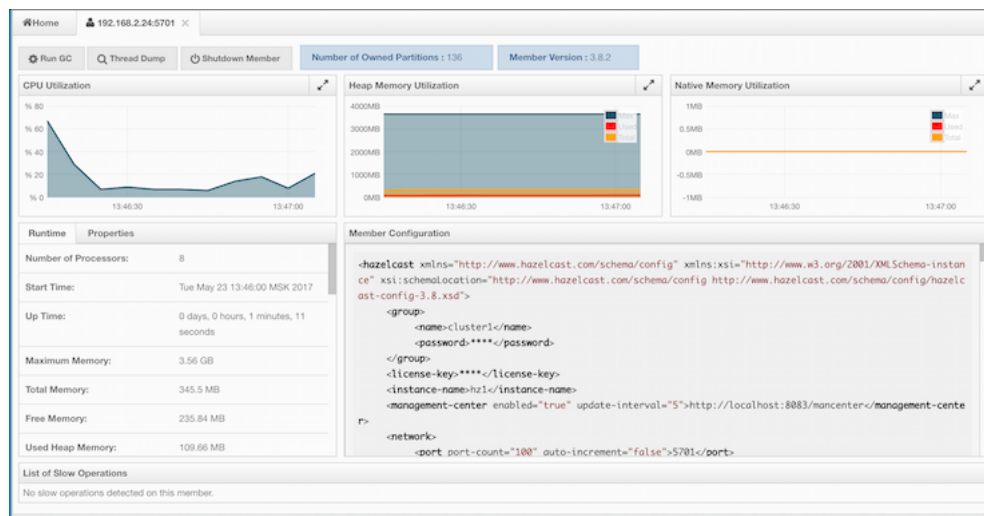 Home
192.168.2.24:5701
Run GC
Thread Dump
Shutdown Member
Number of Owned Partitions : 136
Member Version : 3.8.2
CPU Utilization
% 80
% 60
% 40
% 20
% 0
13:46:30
13:47:00
Heap Memory Utilization
4000MB
3000MB
2000MB
1000MB
0MB
Max
Used
Total
13:46:30
13:47:00
Native Memory Utilization
1MB
0.5MB
0MB
-0.5MB
-1MB
Max
Used
Total
13:46:30
13:47:00
Runtime
Properties
Number of Processors: 8
Start Time: Tue May 23 13:46:00 MSK 2017
Up Time: 0 days, 0 hours, 1 minutes, 11
seconds
Maximum Memory: 3.56 GB
Total Memory: 345.5 MB
Free Memory: 235.84 MB
Used Heap Memory: 109.66 MB
Member Configuration
<hazelcast xmlns="http://www.hazelcast.com/schema/config" xmlns:xsi="http://www.w3.org/2001/XMLSchema-instan
ce" xsi:schemaLocation="http://www.hazelcast.com/schema/config http://www.hazelcast.com/schema/config/hazelc
ast-config-3.8.xsd">
<group>
<name>cluster1</name>
<password>****</password>
</group>
<license-key>****</license-key>
<instance-name>hz1</instance-name>
<management-center enabled="true" update-interval="5">http://localhost:8083/mancenter</management-cente
r>
<network>
<port port-count="100" auto-increment="false">5701</port>
List of Slow Operations
No slow operations detected on this member.